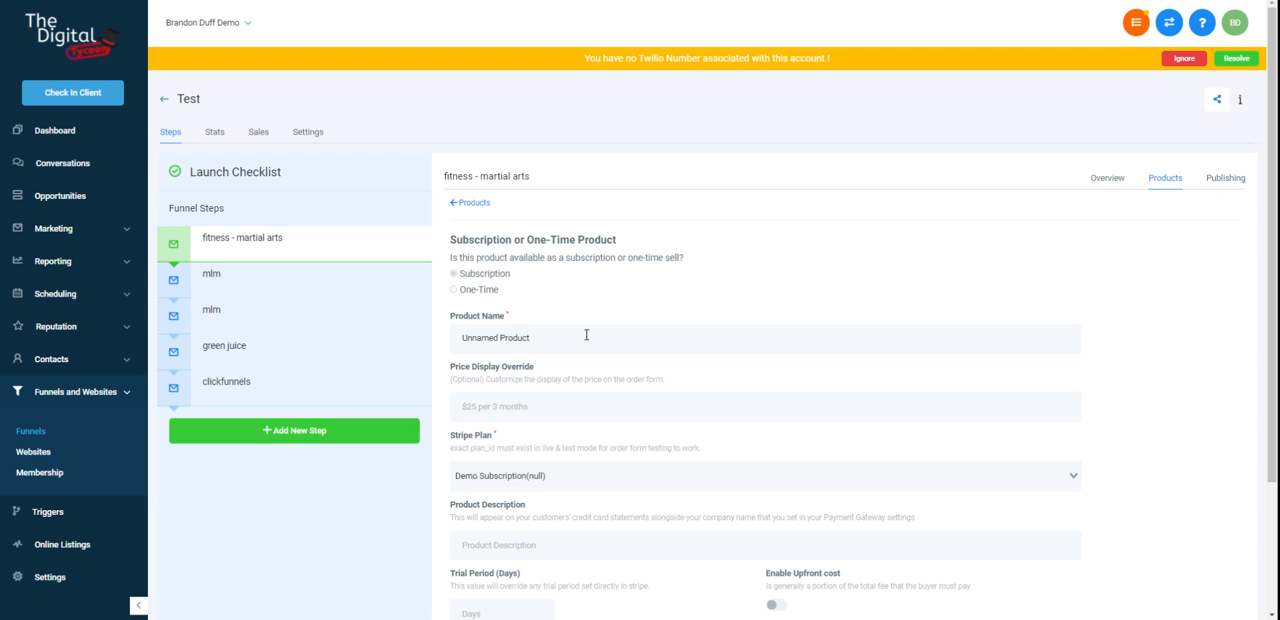 The
Digital
Tycoon
Brandon Duff Demo
BD
You have no Twilio Number associated with this account !
Ignore
Resolve
Check In Client
Dashboard
Conversations
Opportunities
Marketing
Reporting
Scheduling
Reputation
Contacts
Funnels and Websites
Funnels
Websites
Membership
Triggers
Online Listings
Settings
Test
Steps
Stats
Sales
Settings
Launch Checklist
Funnel Steps
fitness - martial arts
mlm
mlm
green juice
clickfunnels
+ Add New Step
fitness - martial arts
Overview
Products
Publishing
Products
Subscription or One-Time Product
Is this product available as a subscription or one-time sell?
Subscription
One-Time
Product Name *
Unnamed Product
Price Display Override
(Optional) Customize the display of the price on the order form.
$25 per 3 months
Stripe Plan *
exact plan_id must exist in live & test mode for order form testing to work.
Demo Subscription(null)
Product Description
This will appear on your customers' credit card statements alongside your company name that you set in your Payment Gateway settings
Product Description
Trial Period (Days)
This value will override any trial period set directly in stripe.
Days
Enable Upfront cost
Is generally a portion of the total fee that the buyer must pay.